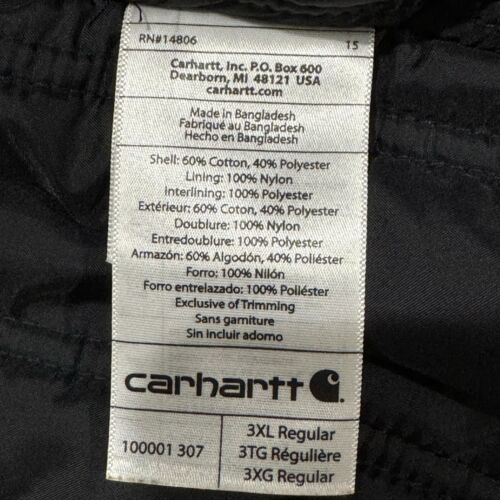 RN#14806 15
Carhartt, Inc. P.O. Box 600
Dearborn, MI 48121 USA
carhartt.com
Made in Bangladesh
Fabriqué au Bangladesh
Hecho en Bangladesh
Shell: 60% Cotton, 40% Polyester
Lining: 100% Nylon
Interlining: 100% Polyester
Extérieur: 60% Coton, 40% Polyester
Doublure: 100% Nylon
Entredoublure: 100% Polyester
Armazón: 60% Algodón, 40% Poliéster
Forro: 100% Nilón
Forro entrelazado: 100% Poliéster
Exclusive of Trimming
Sans garniture
Sin incluir adorno
carhartt
100001 307
3XL Regular
3TG Régulière
3XG Regular